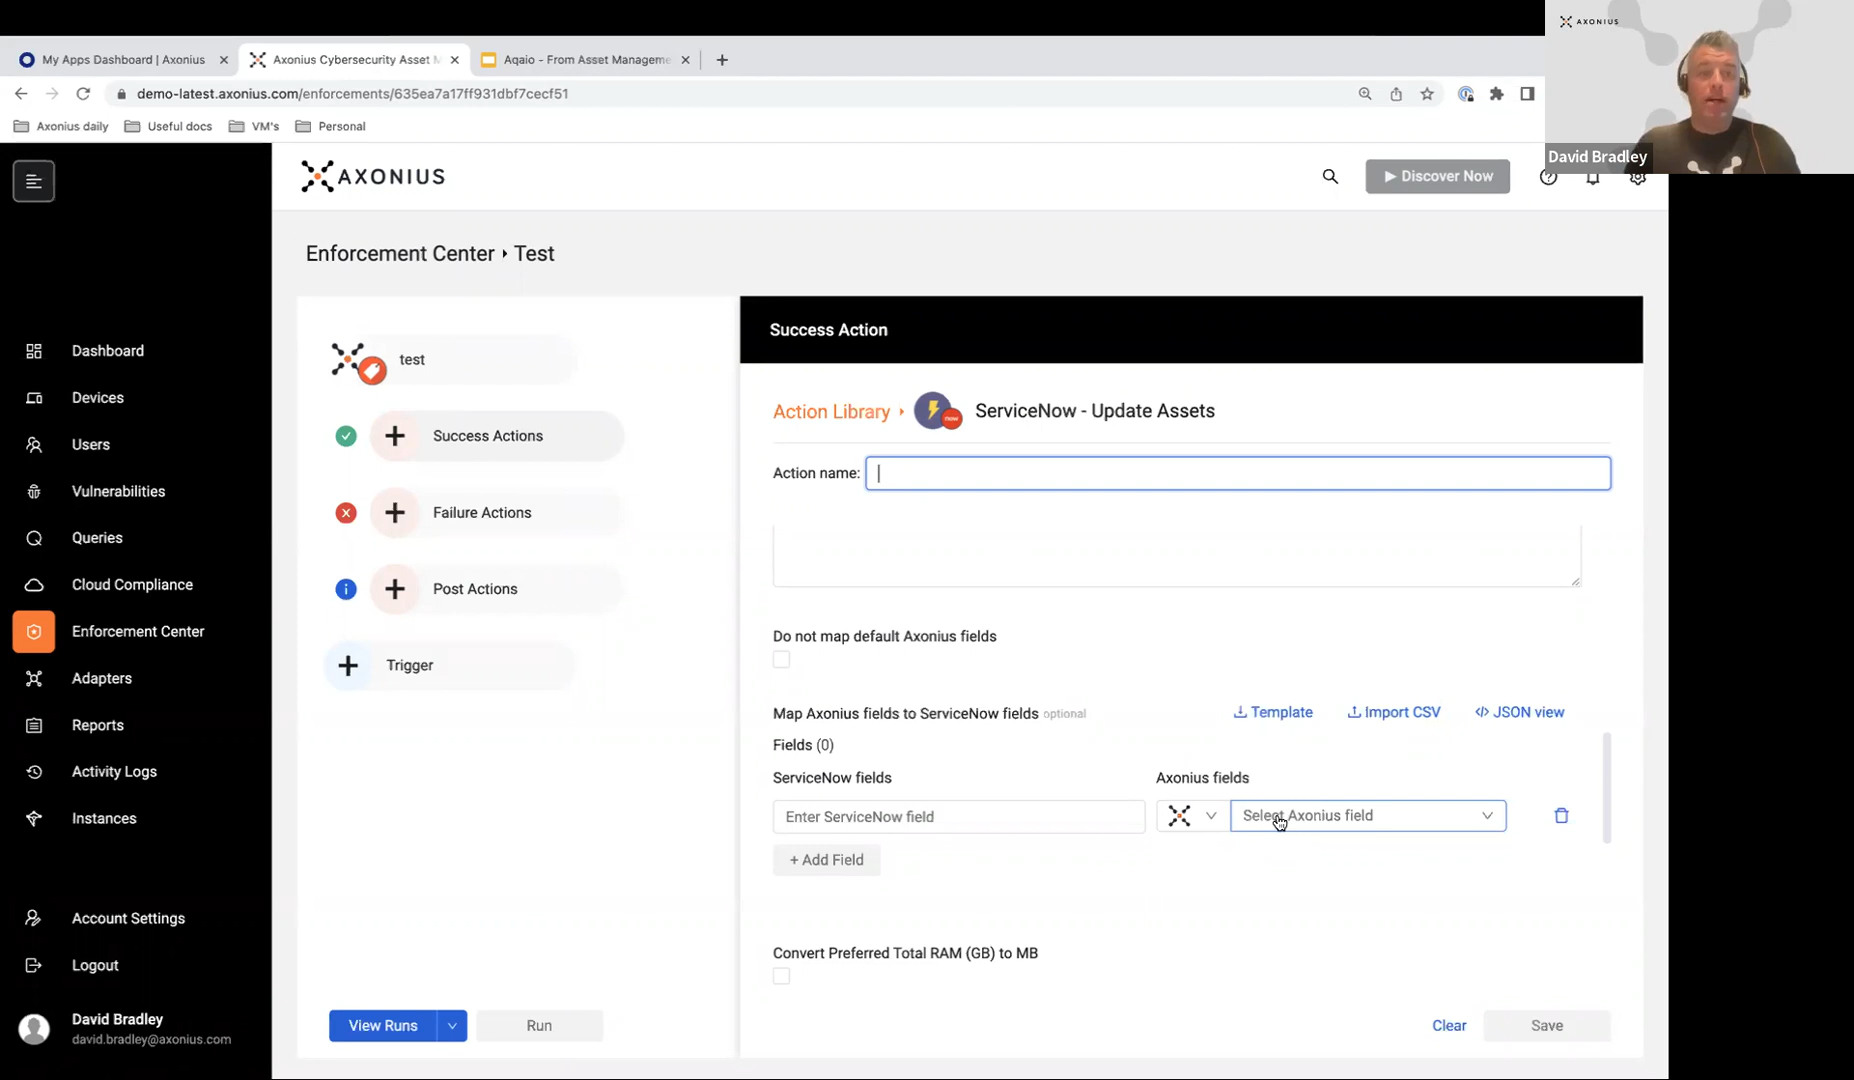 AXONIUS
My Apps Dashboard | Axonius
Axonius Cybersecurity Asset M
Aqaio - From Asset Manageme
David Bradley
demo-latest.axonius.com/enforcements/635ea7a17ff931dbf7cecf51
Axonius daily
Useful docs
VM's
Personal
AXONIUS
Discover Now
Enforcement Center ▸ Test
Dashboard
Devices
Users
Vulnerabilities
Queries
Cloud Compliance
Enforcement Center
Adapters
Reports
Activity Logs
Instances
Account Settings
Logout
David Bradley
david.bradley@axonius.com
test
Success Actions
Failure Actions
Post Actions
Trigger
View Runs
Run
Success Action
Action Library ▸ now ServiceNow - Update Assets
Action name:
Do not map default Axonius fields
Map Axonius fields to ServiceNow fields optional
Template
Import CSV
</> JSON view
Fields (0)
ServiceNow fields
Axonius fields
Enter ServiceNow field
Select Axonius field
+ Add Field
Convert Preferred Total RAM (GB) to MB
Clear
Save